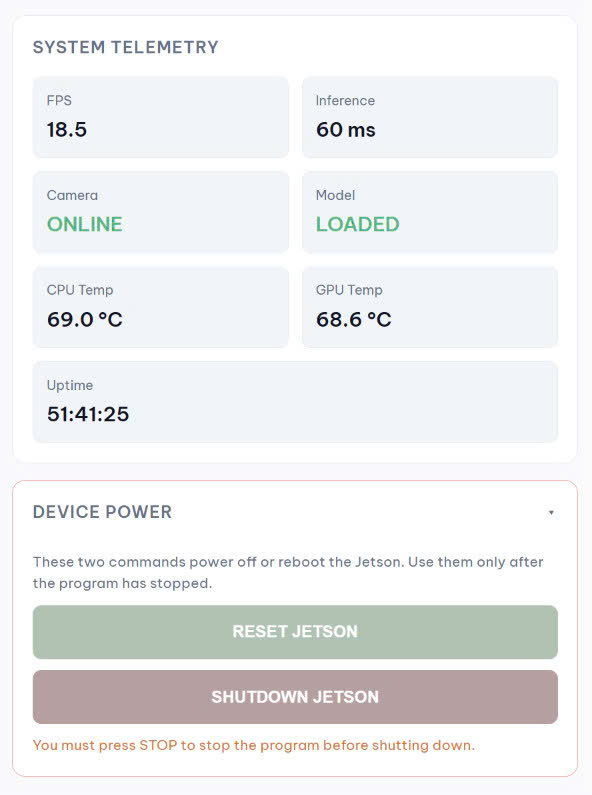 SYSTEM TELEMETRY
FPS
18.5
Inference
60 ms
Camera
ONLINE
Model
LOADED
CPU Temp
69.0 °C
GPU Temp
68.6 °C
Uptime
51:41:25
DEVICE POWER
These two commands power off or reboot the Jetson. Use them only after
the program has stopped.
RESET JETSON
SHUTDOWN JETSON
You must press STOP to stop the program before shutting down.